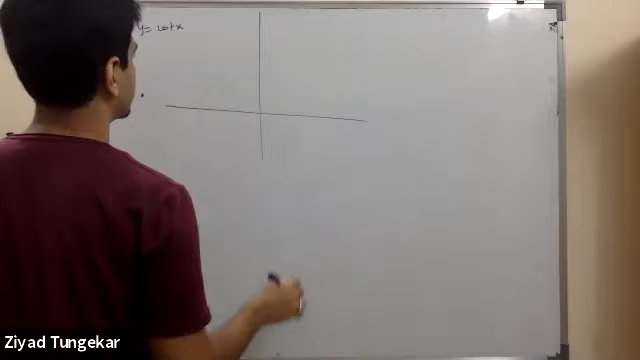 y = cot x
Ziyad Tungekar